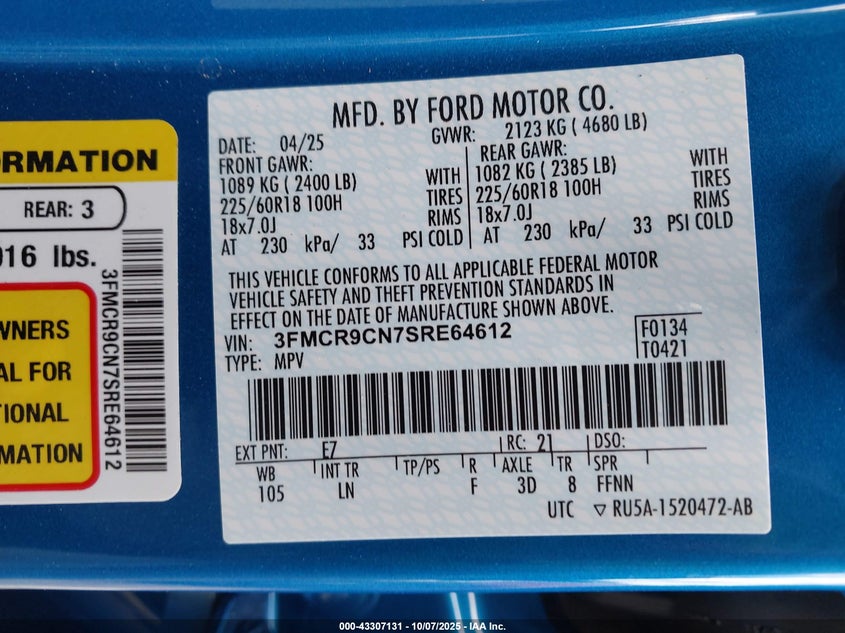 RMATION
REAR: 3
916 lbs.
WNERS
AL FOR
TIONAL
MATION
3FMCR9CN7SRE64612
MFD. BY FORD MOTOR CO.
DATE: 04/25 GVWR: 2123 KG ( 4680 LB)
FRONT GAWR: REAR GAWR:
1089 KG ( 2400 LB) WITH 1082 KG ( 2385 LB) WITH
225/60R18 100H TIRES 225/60R18 100H TIRES
18x7.0J RIMS 18x7.0J RIMS
AT 230 kPa/ 33 PSI COLD AT 230 kPa/ 33 PSI COLD
THIS VEHICLE CONFORMS TO ALL APPLICABLE FEDERAL MOTOR
VEHICLE SAFETY AND THEFT PREVENTION STANDARDS IN
EFFECT ON THE DATE OF MANUFACTURE SHOWN ABOVE.
VIN: 3FMCR9CN7SRE64612 F0134
TYPE: MPV T0421
EXT PNT: E7 RC: 21 DSO:
WB INT TR TP/PS R AXLE TR SPR
105 LN F 3D 8 FFNN
UTC ▽ RU5A-1520472-AB
000-43307131 - 10/07/2025 - IAA Inc.